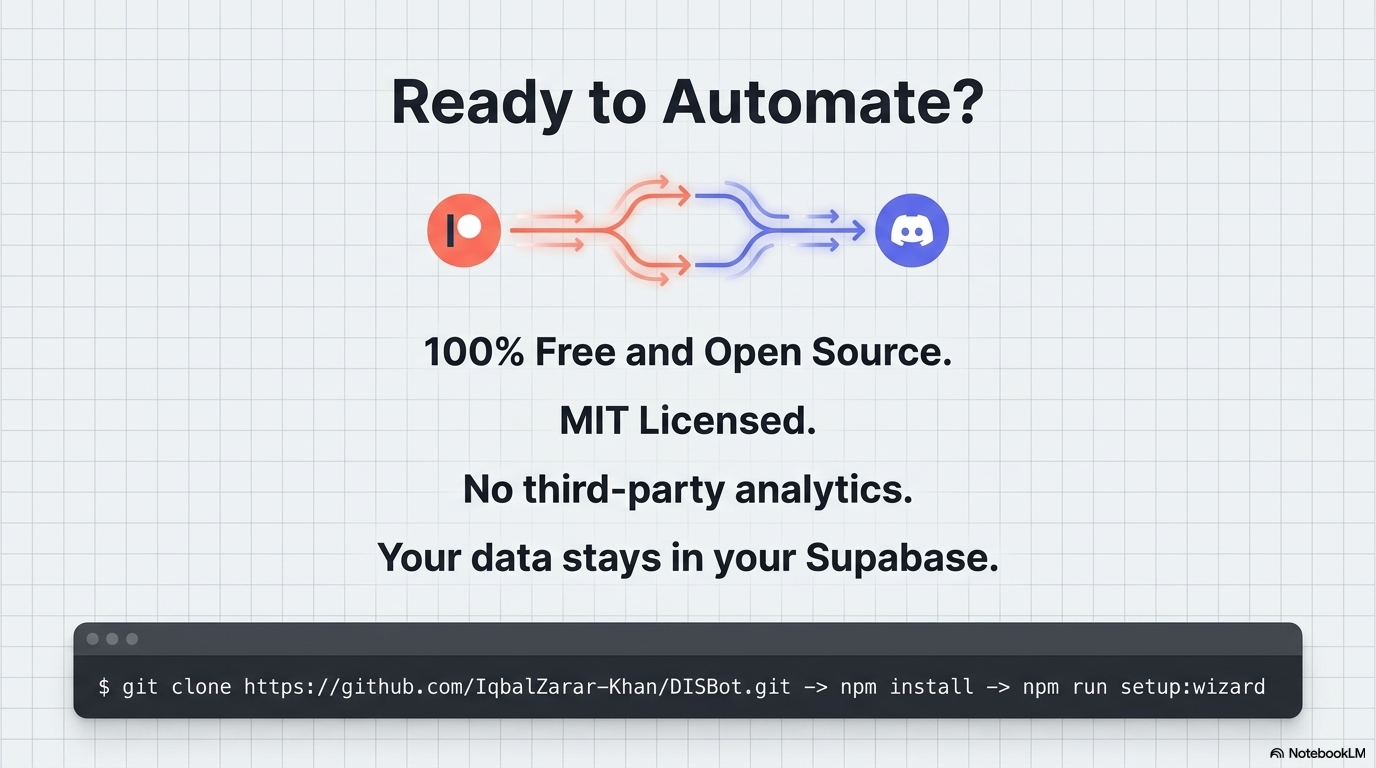 Ready to Automate?
100% Free and Open Source.
MIT Licensed.
No third-party analytics.
Your data stays in your Supabase.
$ git clone https://github.com/IqbalZarar-Khan/DISBot.git –> npm install –> npm run setup:wizard
NotebookLM